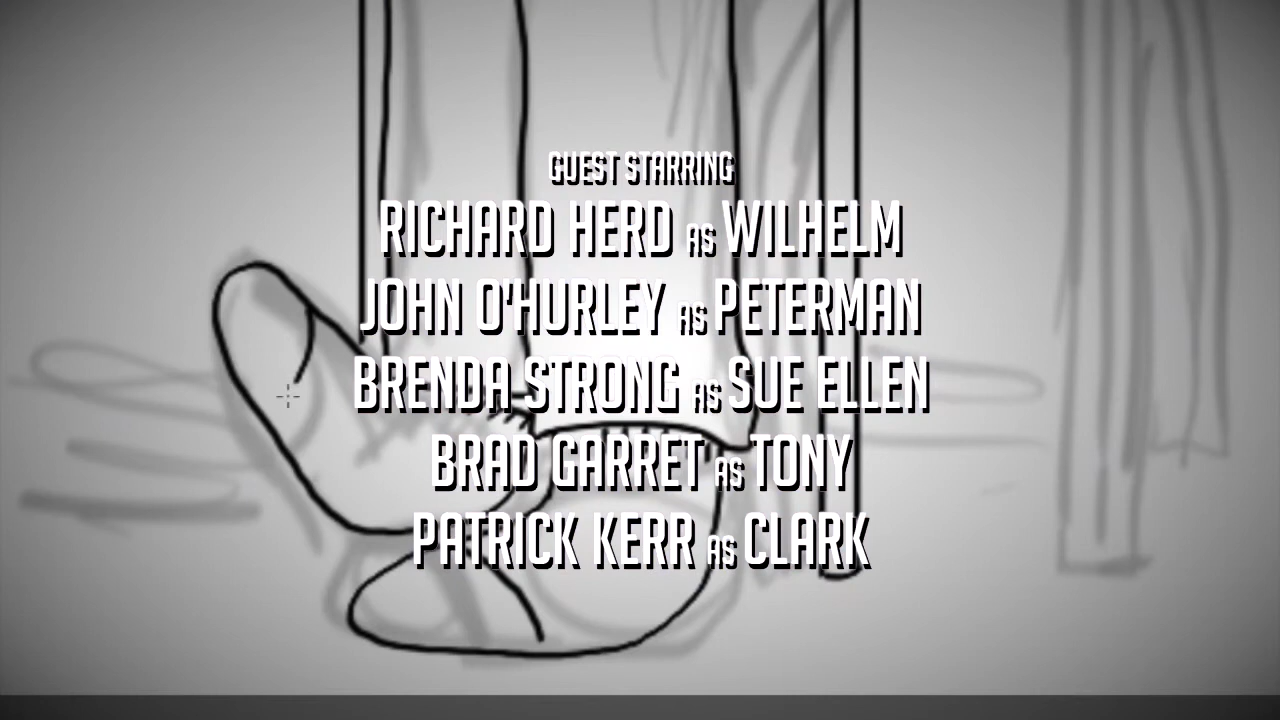 GUEST STARRING
RICHARD HERD AS WILHELM
JOHN O'HURLEY AS PETERMAN
BRENDA STRONG AS SUE ELLEN
BRAD GARRET AS TONY
PATRICK KERR AS CLARK